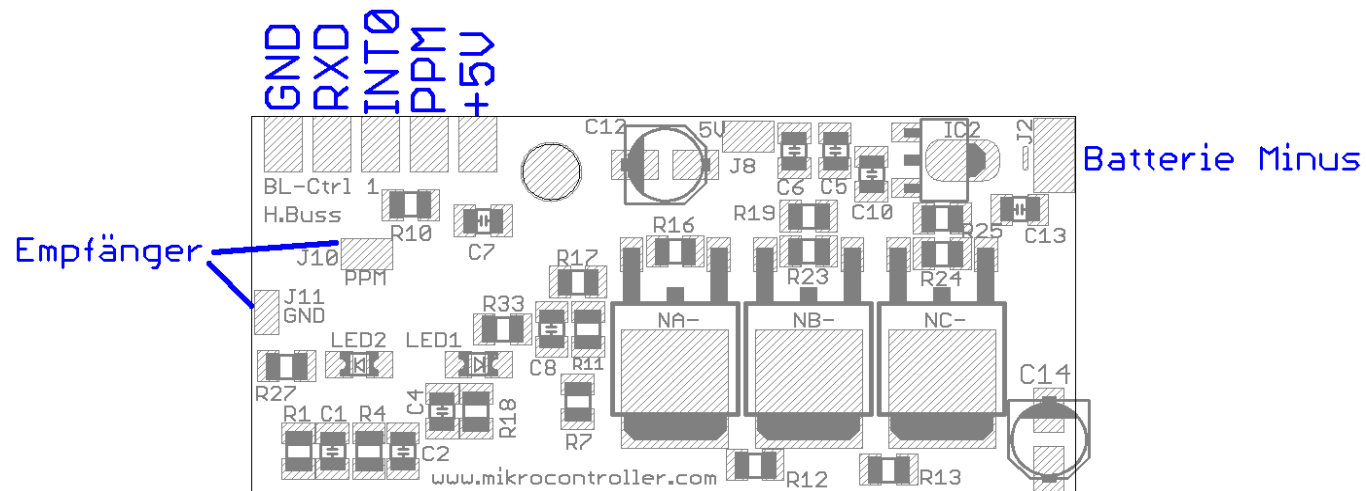 GND
RXD
INT0
PPM
+5V
C12
5V
IC2
J2
Batterie Minus
J8
C6
C5
C10
BL-Ctrl 1
H.Buss
R10
C7
R16
R19
R25
C13
Empfänger
J10
PPM
R17
R23
R24
J11
GND
R33
NA-
NB-
NC-
LED2
LED1
C8
R11
R27
C14
C4
R18
R1
C1
R4
C2
R7
www.mikrocontroller.com
R12
R13